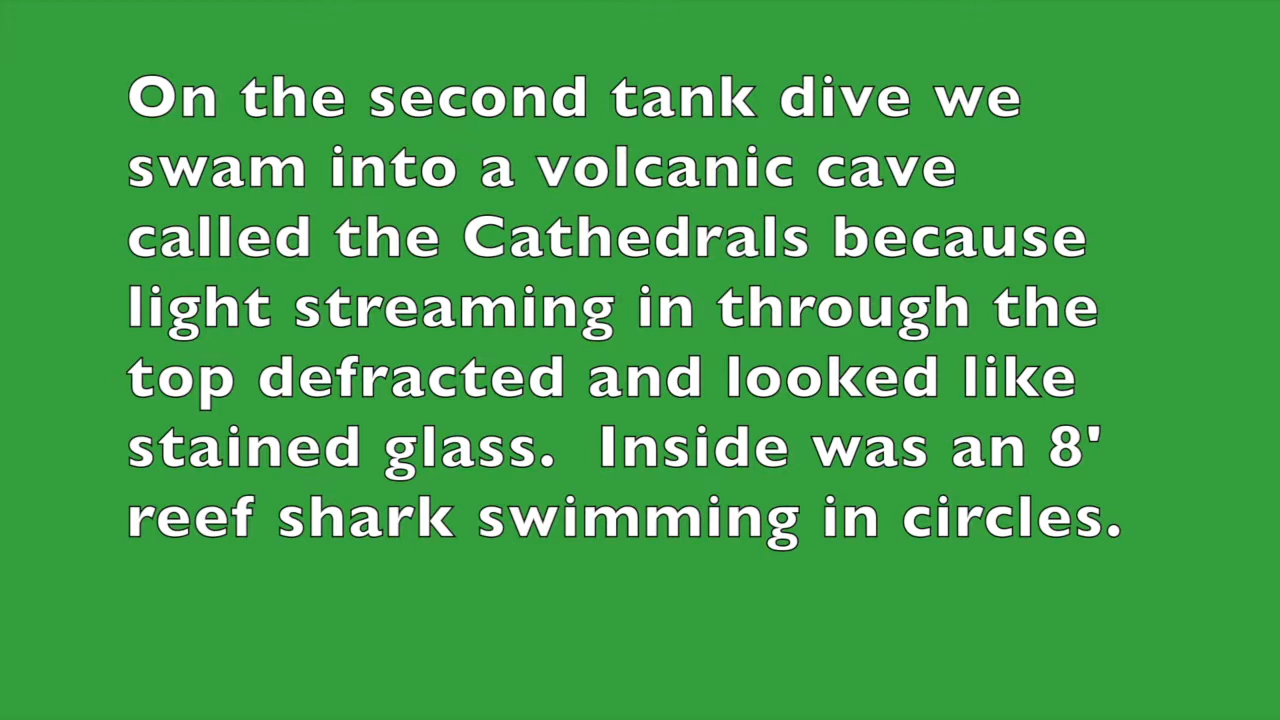 On the second tank dive we
swam into a volcanic cave
called the Cathedrals because
light streaming in through the
top defracted and looked like
stained glass.  Inside was an 8'
reef shark swimming in circles.